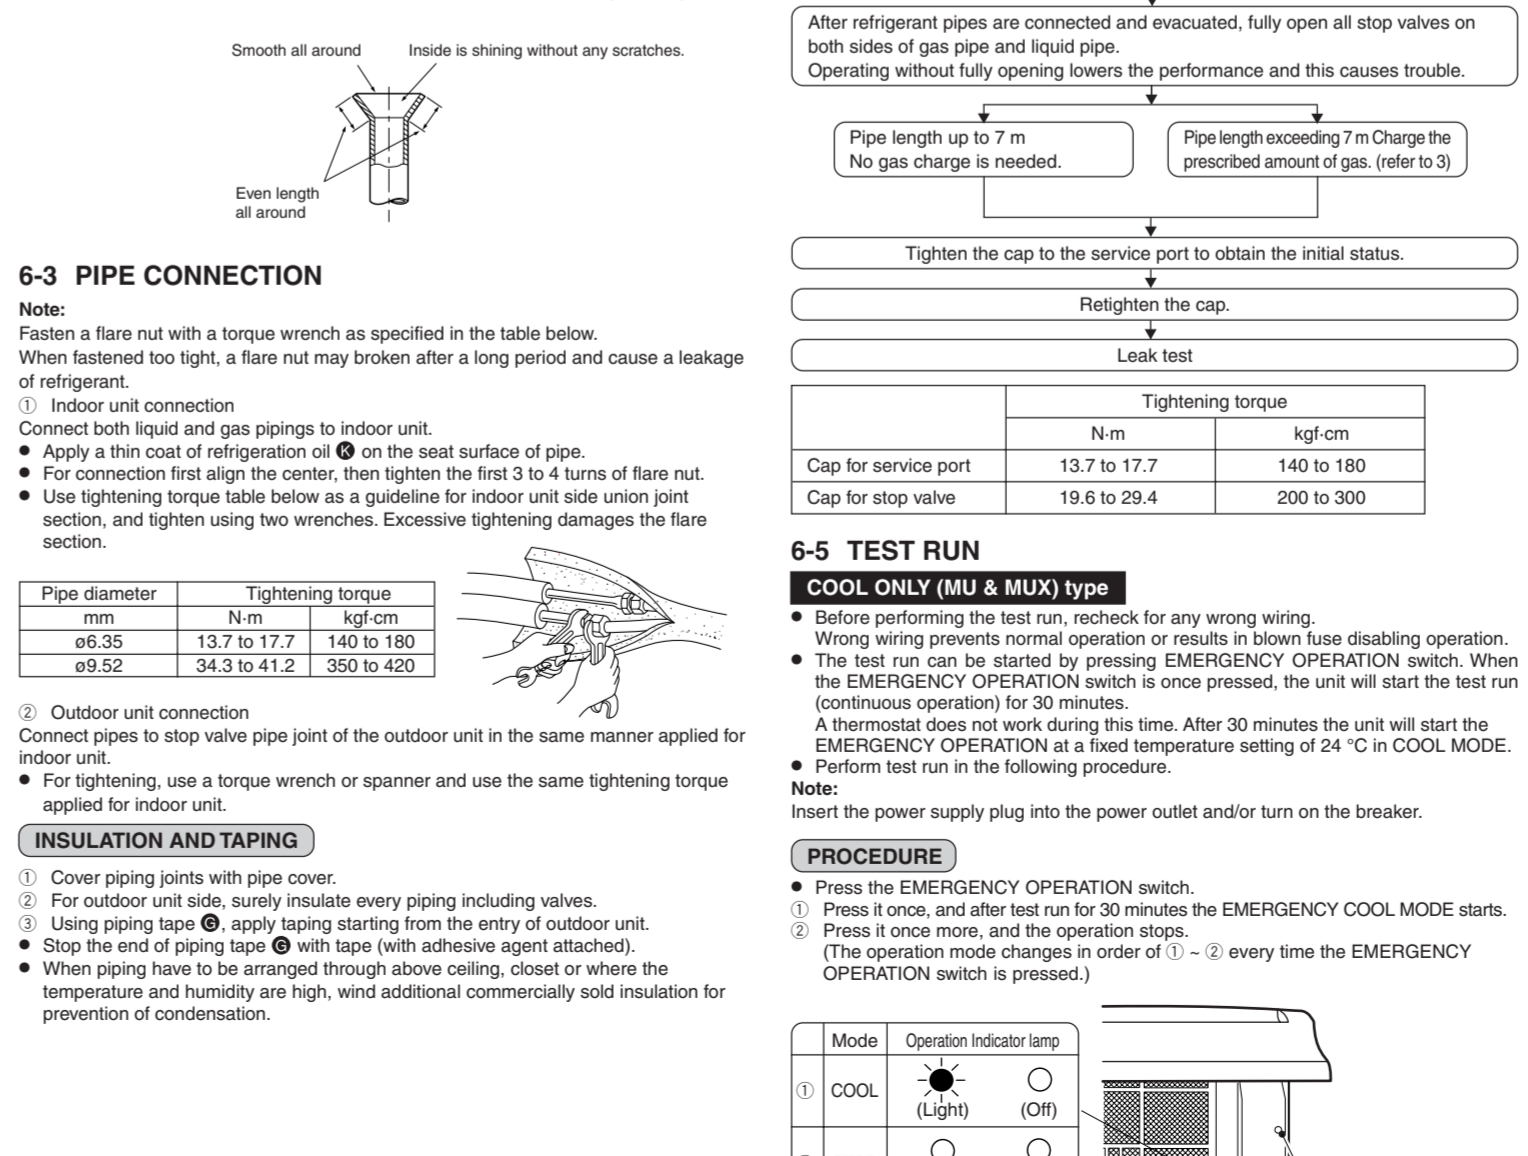 Smooth all around
Inside is shining without any scratches.
Even length
all around
6-3 PIPE CONNECTION
Note:
Fasten a flare nut with a torque wrench as specified in the table below.
When fastened too tight, a flare nut may broken after a long period and cause a leakage
of refrigerant.
① Indoor unit connection
Connect both liquid and gas pipings to indoor unit.
● Apply a thin coat of refrigeration oil K on the seat surface of pipe.
● For connection first align the center, then tighten the first 3 to 4 turns of flare nut.
● Use tightening torque table below as a guideline for indoor unit side union joint
section, and tighten using two wrenches. Excessive tightening damages the flare
section.
Pipe diameter Tightening torque
mm N·m kgf·cm
ø6.35 13.7 to 17.7 140 to 180
ø9.52 34.3 to 41.2 350 to 420
② Outdoor unit connection
Connect pipes to stop valve pipe joint of the outdoor unit in the same manner applied for
indoor unit.
● For tightening, use a torque wrench or spanner and use the same tightening torque
applied for indoor unit.
INSULATION AND TAPING
① Cover piping joints with pipe cover.
② For outdoor unit side, surely insulate every piping including valves.
③ Using piping tape G, apply taping starting from the entry of outdoor unit.
● Stop the end of piping tape G with tape (with adhesive agent attached).
● When piping have to be arranged through above ceiling, closet or where the
temperature and humidity are high, wind additional commercially sold insulation for
prevention of condensation.
After refrigerant pipes are connected and evacuated, fully open all stop valves on
both sides of gas pipe and liquid pipe.
Operating without fully opening lowers the performance and this causes trouble.
Pipe length up to 7 m
No gas charge is needed.
Pipe length exceeding 7 m Charge the
prescribed amount of gas. (refer to 3)
Tighten the cap to the service port to obtain the initial status.
Retighten the cap.
Leak test
Tightening torque
N·m kgf·cm
Cap for service port 13.7 to 17.7 140 to 180
Cap for stop valve 19.6 to 29.4 200 to 300
6-5 TEST RUN
COOL ONLY (MU & MUX) type
● Before performing the test run, recheck for any wrong wiring.
Wrong wiring prevents normal operation or results in blown fuse disabling operation.
● The test run can be started by pressing EMERGENCY OPERATION switch. When
the EMERGENCY OPERATION switch is once pressed, the unit will start the test run
(continuous operation) for 30 minutes.
A thermostat does not work during this time. After 30 minutes the unit will start the
EMERGENCY OPERATION at a fixed temperature setting of 24 °C in COOL MODE.
● Perform test run in the following procedure.
Note:
Insert the power supply plug into the power outlet and/or turn on the breaker.
PROCEDURE
● Press the EMERGENCY OPERATION switch.
① Press it once, and after test run for 30 minutes the EMERGENCY COOL MODE starts.
② Press it once more, and the operation stops.
(The operation mode changes in order of ① ~ ② every time the EMERGENCY
OPERATION switch is pressed.)
Mode Operation Indicator lamp
① COOL
(Light) (Off)